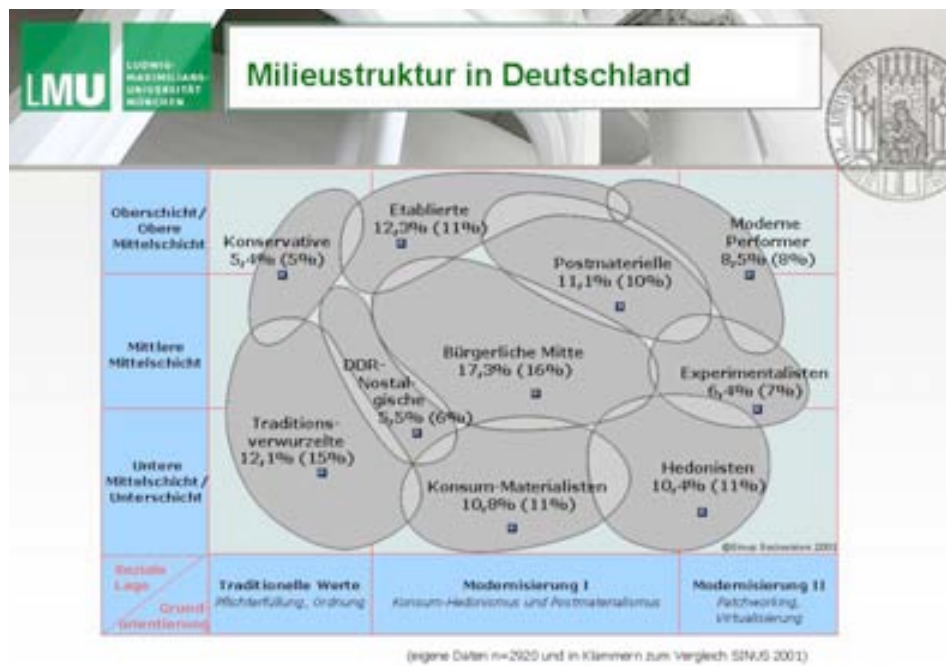 LMU
LUDWIG-
MAXIMILIANS-
UNIVERSITÄT
MÜNCHEN
Milieustruktur in Deutschland
Oberschicht/
Obere
Mittelschicht
Mittlere
Mittelschicht
Untere
Mittelschicht/
Unterschicht
Konservative
5,4% (5%)
Etablierte
12,3% (11%)
Moderne
Performer
8,5% (8%)
Postmaterielle
11,1% (10%)
Bürgerliche Mitte
17,3% (16%)
DDR-
Nostal-
gische
5,5% (6%)
Experimentalisten
6,4% (7%)
Traditions-
verwurzelte
12,1% (15%)
Konsum-Materialisten
10,8% (11%)
Hedonisten
10,4% (11%)
2001
Soziale
Lage
Grund-
orientierung
Traditionelle Werte
Pflichterfüllung, Ordnung
Modernisierung I
Konsum-Hedonismus und Postmaterialismus
Modernisierung II
Patchworking,
Virtualisierung
(eigene Daten n=2920 und in Klammern zum Vergleich SINUS 2001)